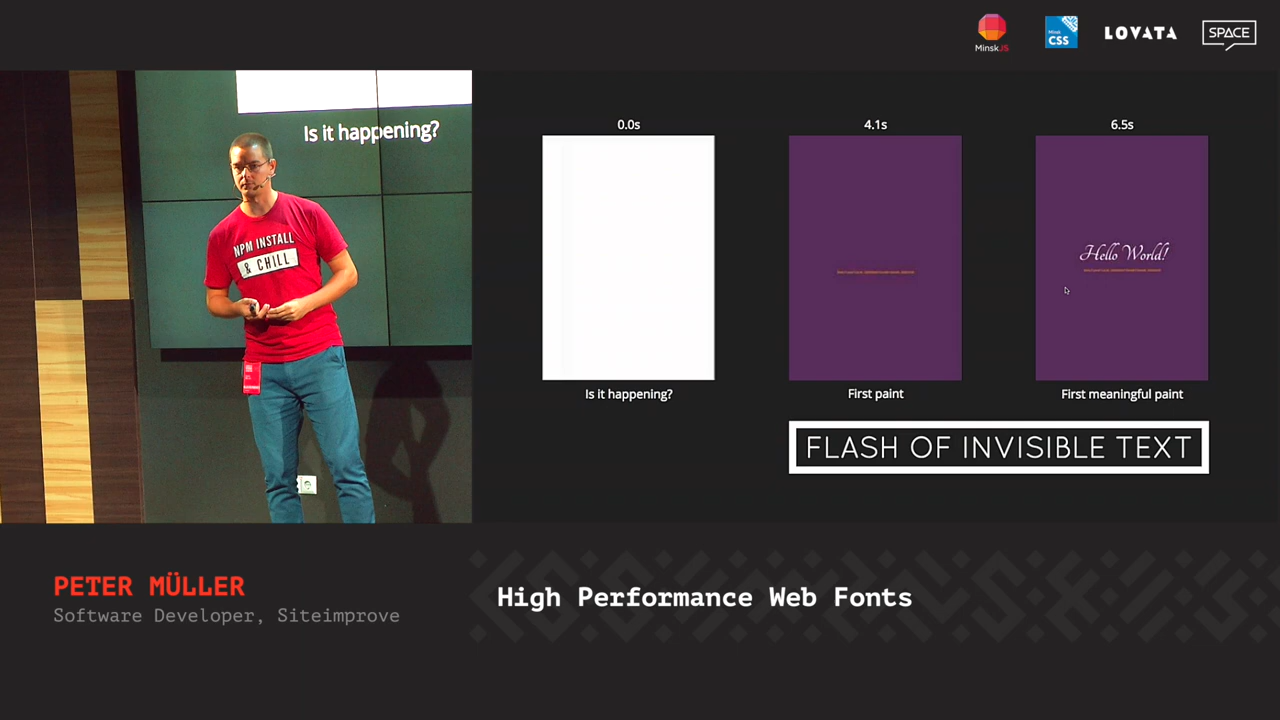 MinskJS
Minsk
CSS
LOVATA
SPACE
Is it happening?
NPM INSTALL
& CHILL
0.0s
4.1s
6.5s
Hello World!
Is it happening?
First paint
First meaningful paint
FLASH OF INVISIBLE TEXT
PETER MÜLLER
Software Developer, Siteimprove
High Performance Web Fonts